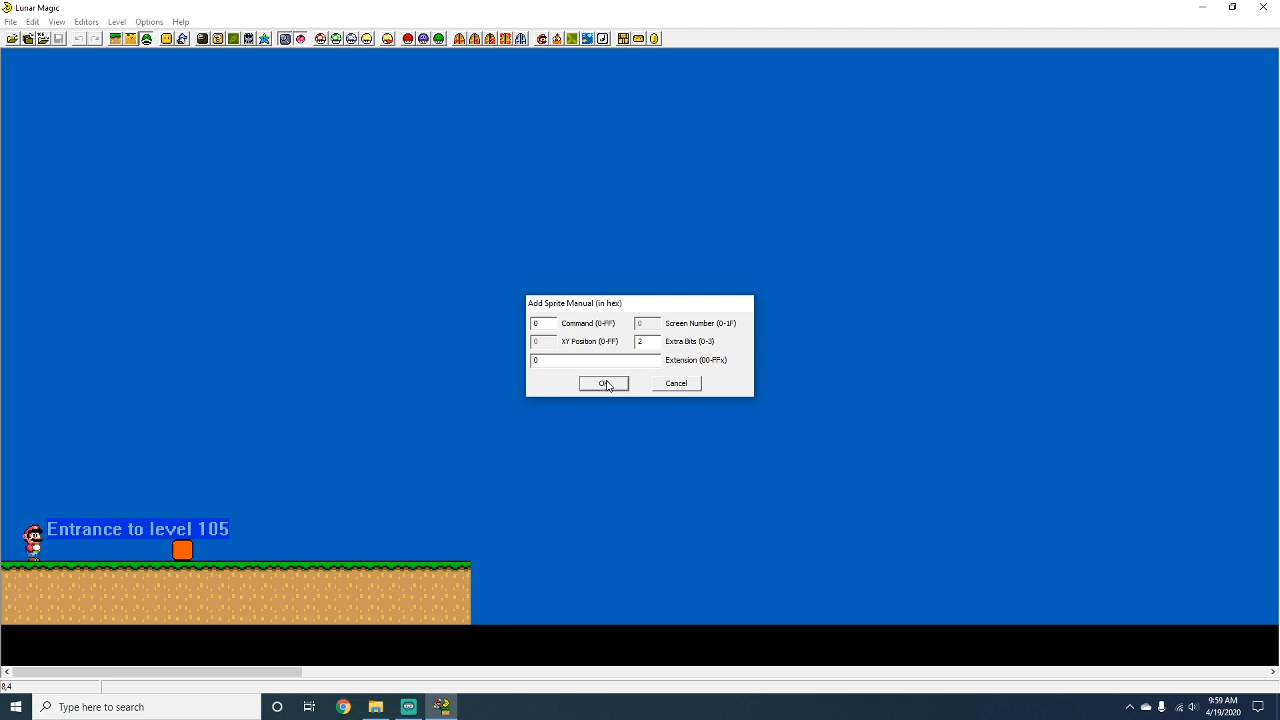 Lunar Magic
File Edit View Editors Level Options Help
Add Sprite Manual (in hex)
0 Command (0-FF) 0 Screen Number (0-1F)
0 XY Position (0-FF) 2 Extra Bits (0-3)
0 Extension (00-FFx)
OK Cancel
Entrance to level 105
8,4
Type here to search
9:59 AM
4/19/2020